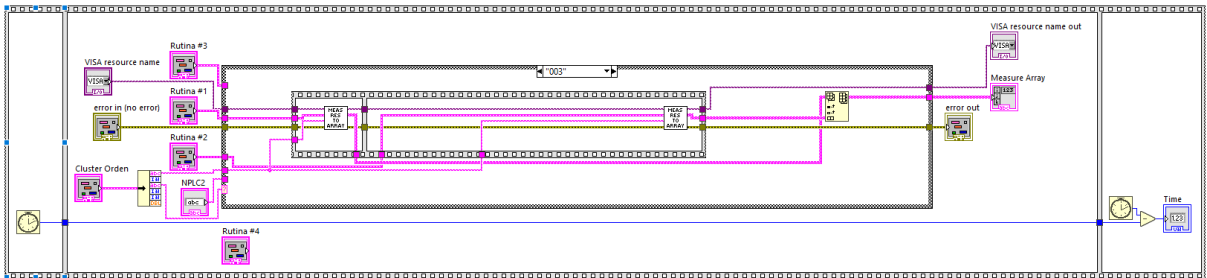 VISA resource name out
Rutina #3
"003"
VISA resource name
VISA
VISA
Measure Array
123
Rutina #1
error in (no error)
MEAS
RES
TO
ARRAY
MEAS
RES
TO
ARRAY
error out
Rutina #2
Cluster Orden
NPLC2
abc
Time
123
Rutina #4